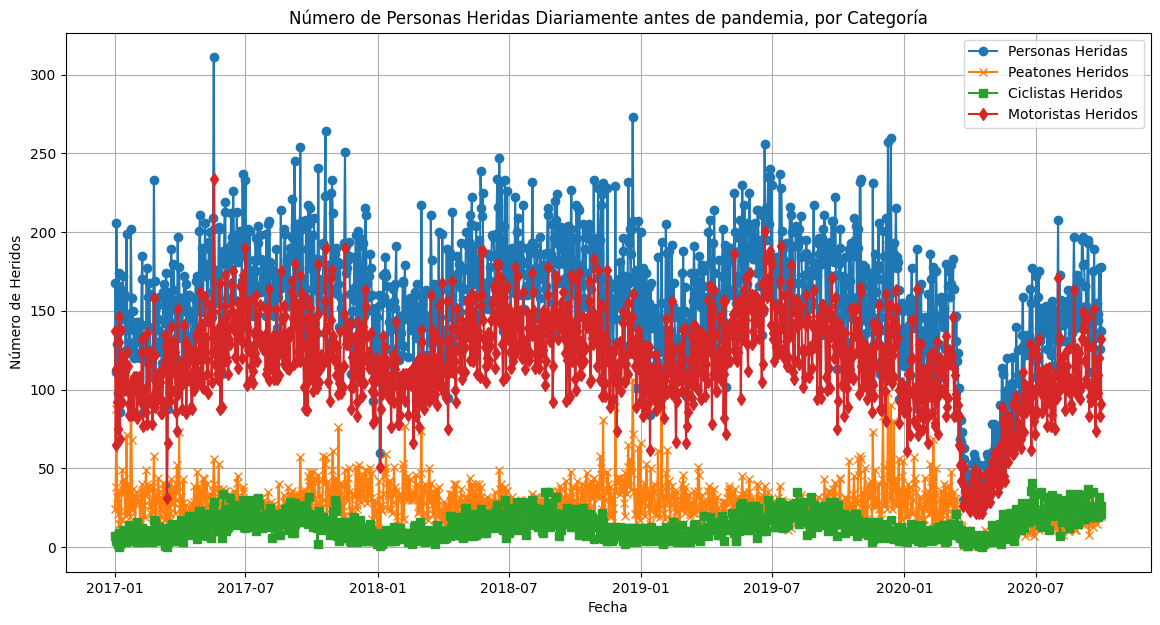 Número de Personas Heridas Diariamente antes de pandemia, por Categoría
Personas Heridas
Peatones Heridos
Ciclistas Heridos
Motoristas Heridos
Número de Heridos
300
250
200
150
100
50
0
2017-01
2017-07
2018-01
2018-07
2019-01
2019-07
2020-01
2020-07
Fecha